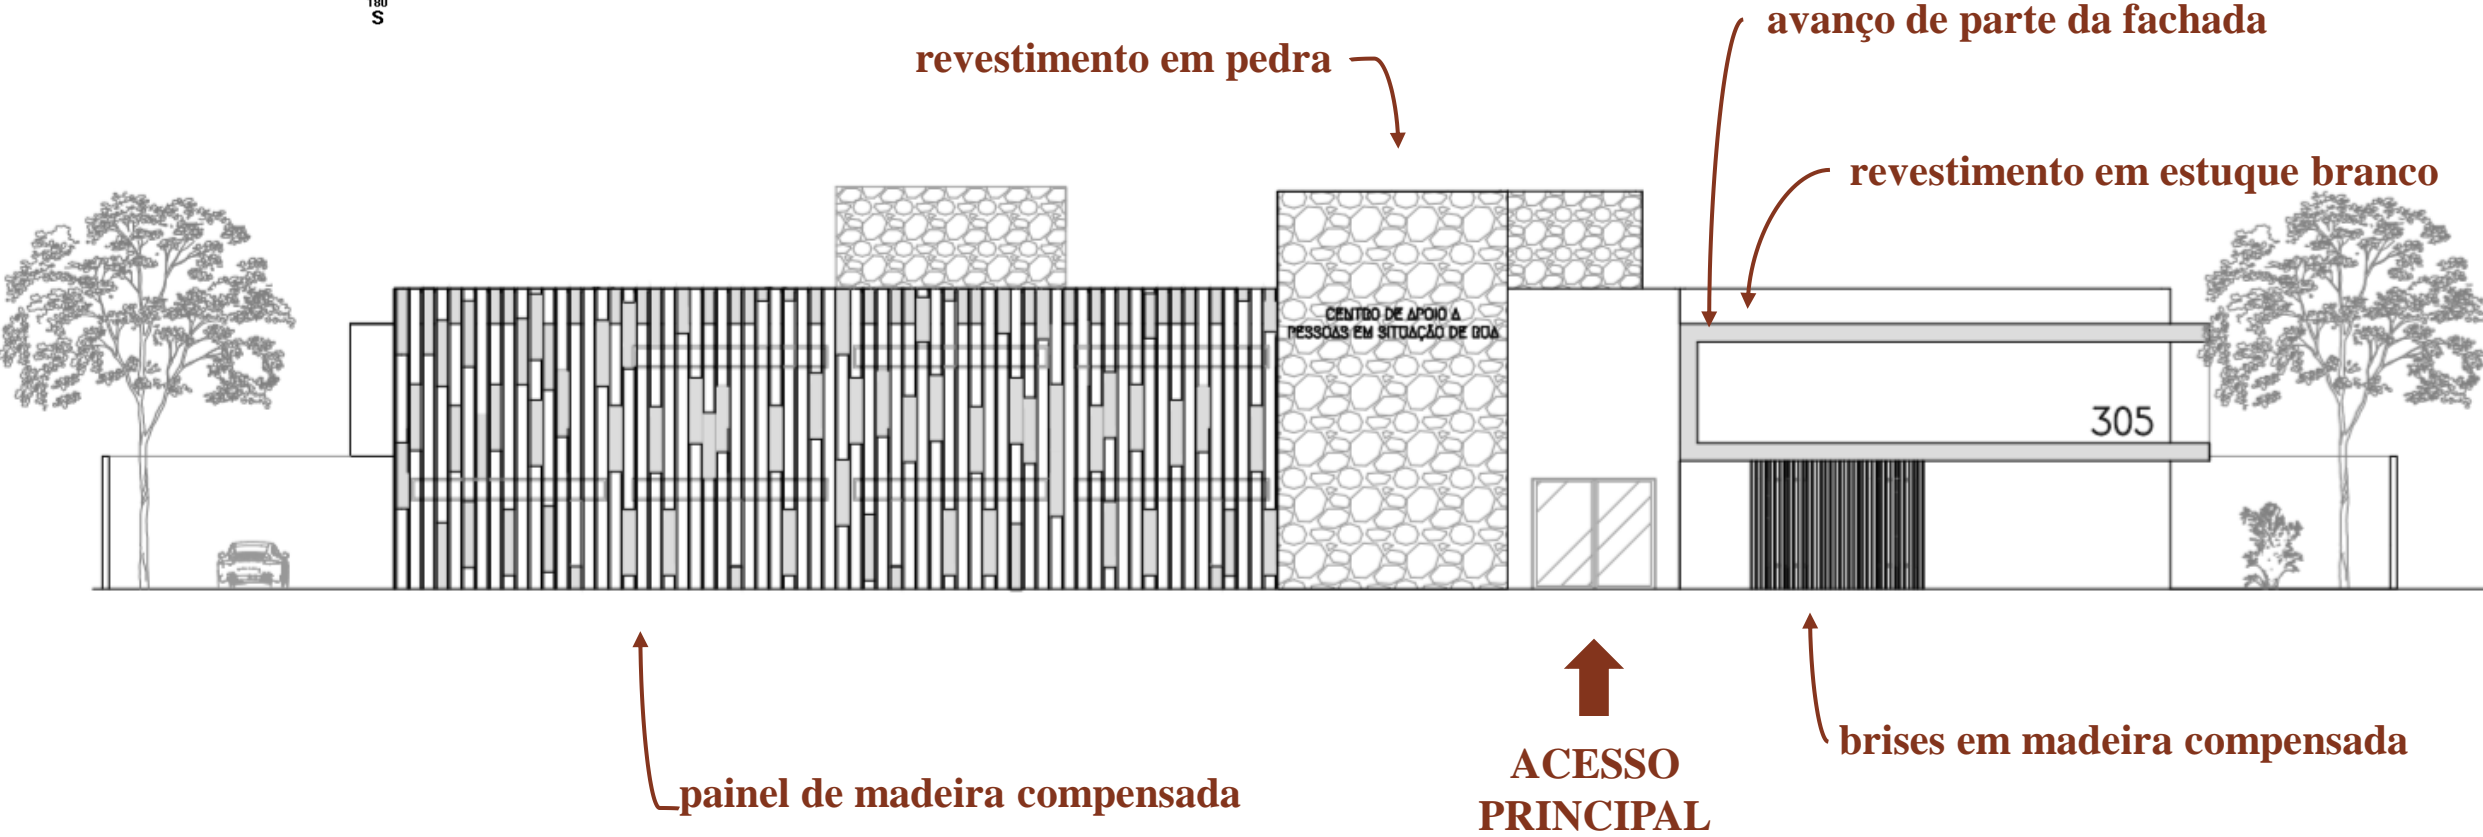 180
S
avanço de parte da fachada
revestimento em pedra
revestimento em estuque branco
CENTRO DE APOIO A
PESSOAS EM SITUAÇÃO DE RUA
305
brises em madeira compensada
ACESSO
PRINCIPAL
painel de madeira compensada